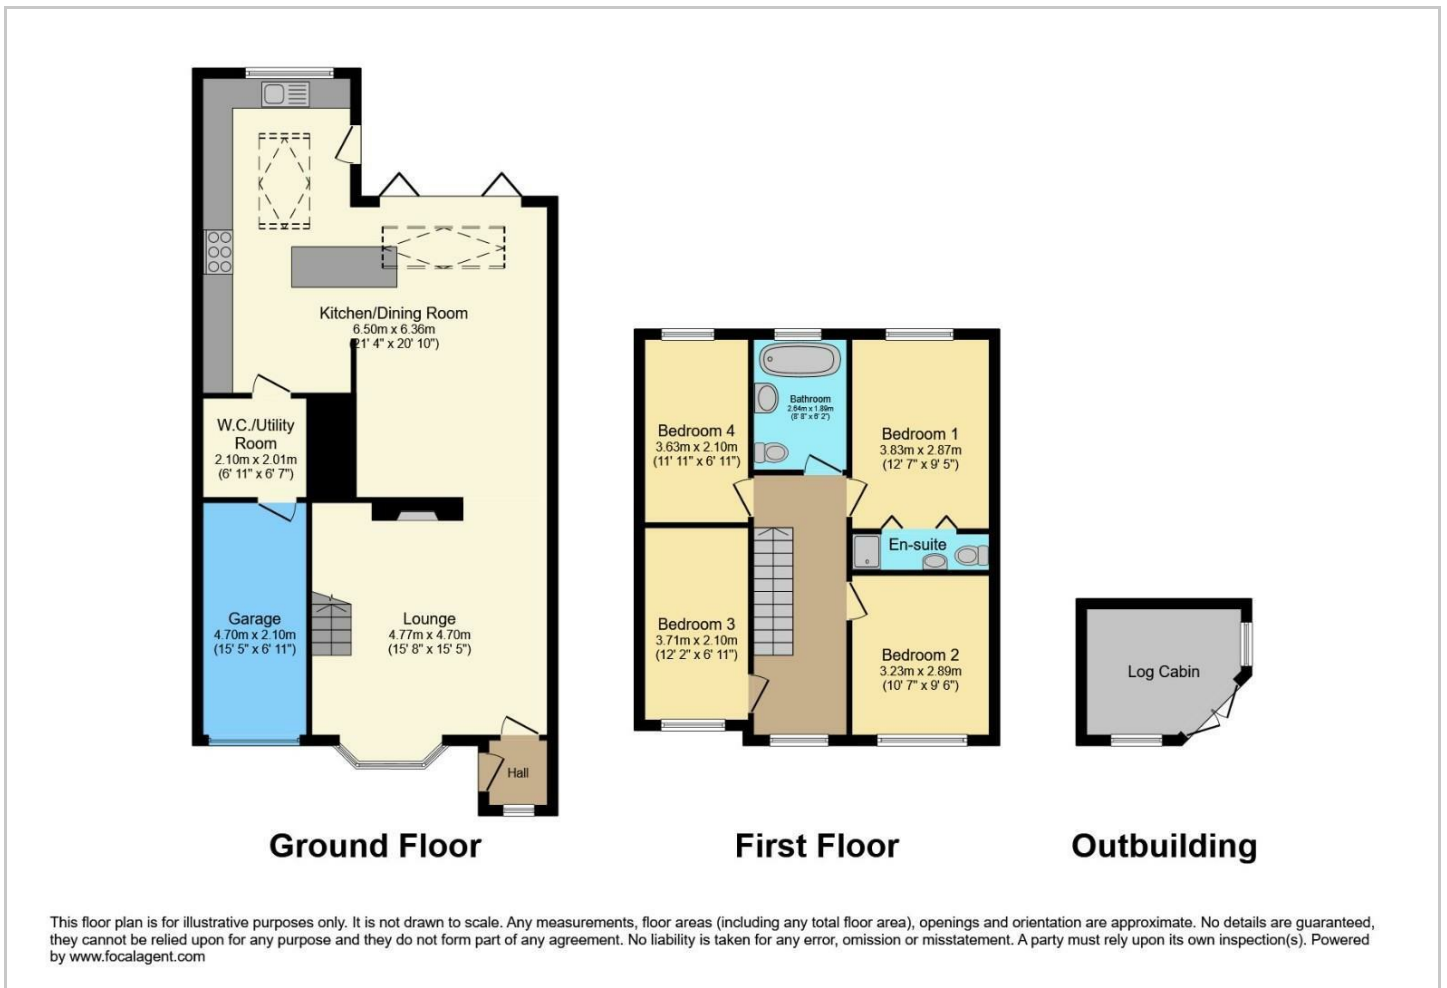 Kitchen/Dining Room
6.50m x 6.36m
(21' 4" x 20' 10")
W.C./Utility
Room
2.10m x 2.01m
(6' 11" x 6' 7")
Garage
4.70m x 2.10m
(15' 5" x 6' 11")
Lounge
4.77m x 4.70m
(15' 8" x 15' 5")
Hall
Ground Floor
Bedroom 4
3.63m x 2.10m
(11' 11" x 6' 11")
Bathroom
2.64m x 1.89m
(8' 8" x 6' 2")
Bedroom 1
3.83m x 2.87m
(12' 7" x 9' 5")
En-suite
Bedroom 3
3.71m x 2.10m
(12' 2" x 6' 11")
Bedroom 2
3.23m x 2.89m
(10' 7" x 9' 6")
First Floor
Log Cabin
Outbuilding
This floor plan is for illustrative purposes only. It is not drawn to scale. Any measurements, floor areas (including any total floor area), openings and orientation are approximate. No details are guaranteed,
they cannot be relied upon for any purpose and they do not form part of any agreement. No liability is taken for any error, omission or misstatement. A party must rely upon its own inspection(s). Powered
by www.focalagent.com